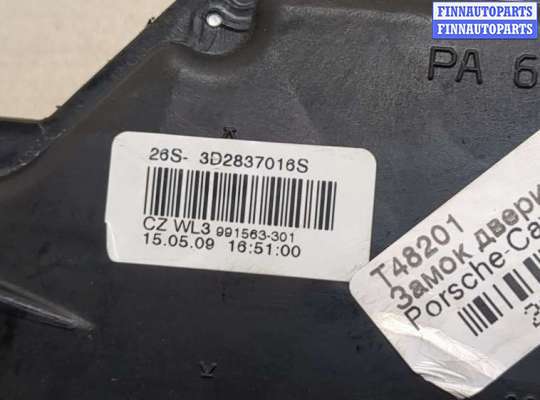 FINNAUTOPARTS
FINNAUTOPARTS
FINNAUTOPARTS
PA 6
26S- 3D2837016S
CZ WL3 991563-301
15.05.09 16:51:00
T48201
Замок двери
Porsche